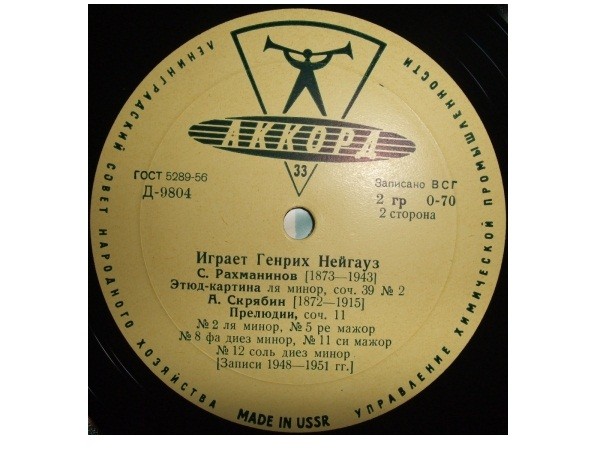 ЛЕНИНГРАДСКИЙ СОВЕТ НАРОДНОГО ХОЗЯЙСТВА
УПРАВЛЕНИЕ ХИМИЧЕСКОЙ ПРОМЫШЛЕННОСТИ
АККОРД
33
ГОСТ 5289-56
Д-9804
Записано ВСГ
2 гр 0-70
2 сторона
Играет Генрих Нейгауз
С. Рахманинов [1873—1943]
Этюд-картина ля минор, соч. 39 № 2
А. Скрябин [1872—1915]
Прелюдии, соч. 11
№ 2 ля минор, № 5 ре мажор
№ 8 фа диез минор, № 11 си мажор
№ 12 соль диез минор
[Записи 1948—1951 гг.]
MADE IN USSR